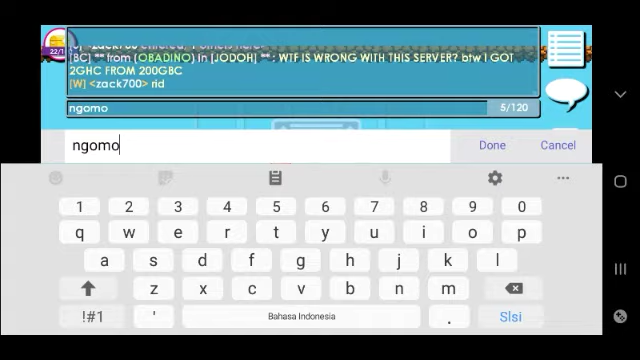 [BC] ** from (OBADINO) in [JODOH] ** : WTF IS WRONG WITH THIS SERVER? btw I GOT
2GHC FROM 200GBC
[W] <zack700> rid
ngomo 5/120
ngomo Done Cancel
1 2 3 4 5 6 7 8 9 0
q w e r t y u i o p
a s d f g h j k l
z x c v b n m
!#1 ' Bahasa Indonesia . Slsi